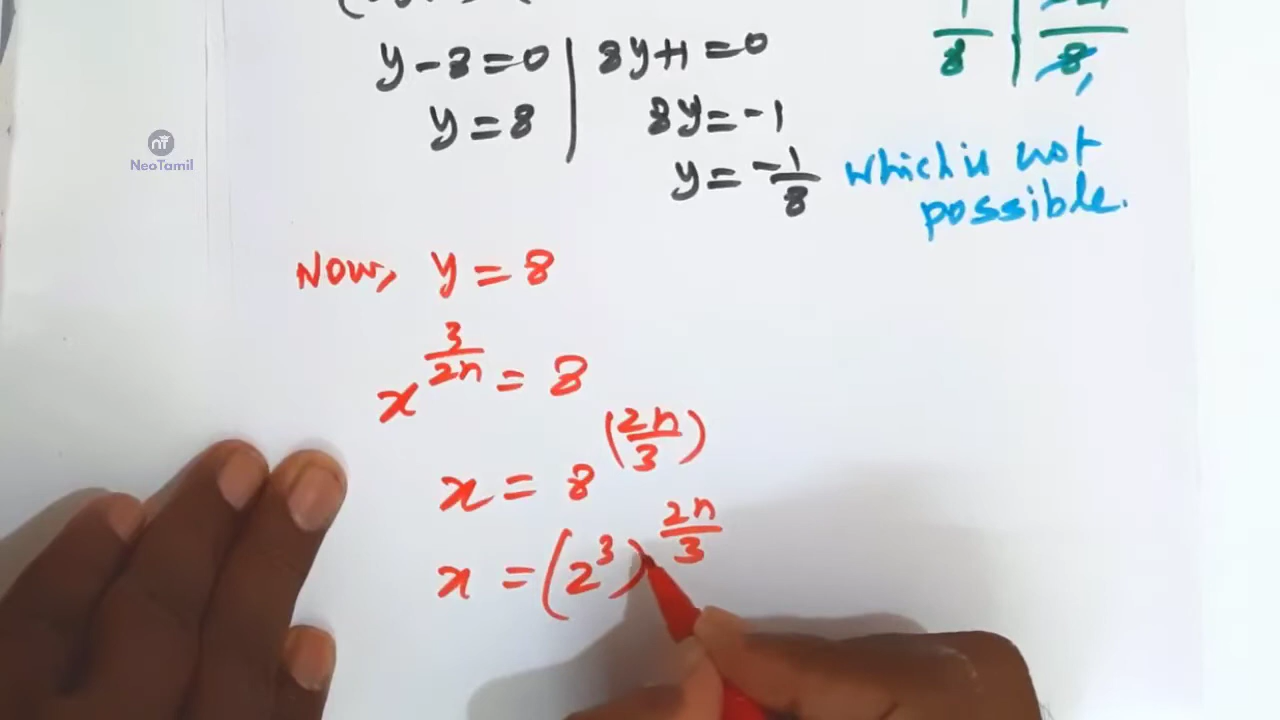 y - 8 = 0 | 8y + 1 = 0
y = 8 | 8y = -1
y = -1/8 which is not possible.
1/8
8
NeoTamil
Now, y = 8
x^(3/2n) = 8
x = 8^(2n/3)
x = (2^3)^(2n/3)